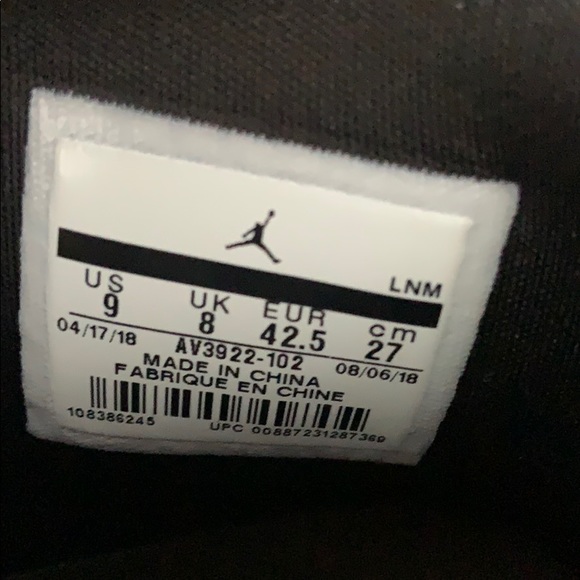 LNM
US UK EUR cm
9 8 42.5 27
04/17/18 AV3922-102 08/06/18
MADE IN CHINA
FABRIQUE EN CHINE
108386245 UPC 00887231287369